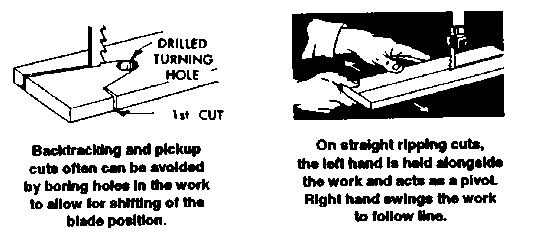 DRILLED
TURNING
HOLE
1st CUT
Backtracking and pickup
cuts often can be avoided
by boring holes in the work
to allow for shifting of the
blade position.
On straight ripping cuts,
the left hand is held alongside
the work and acts as a pivot.
Right hand swings the work
to follow line.